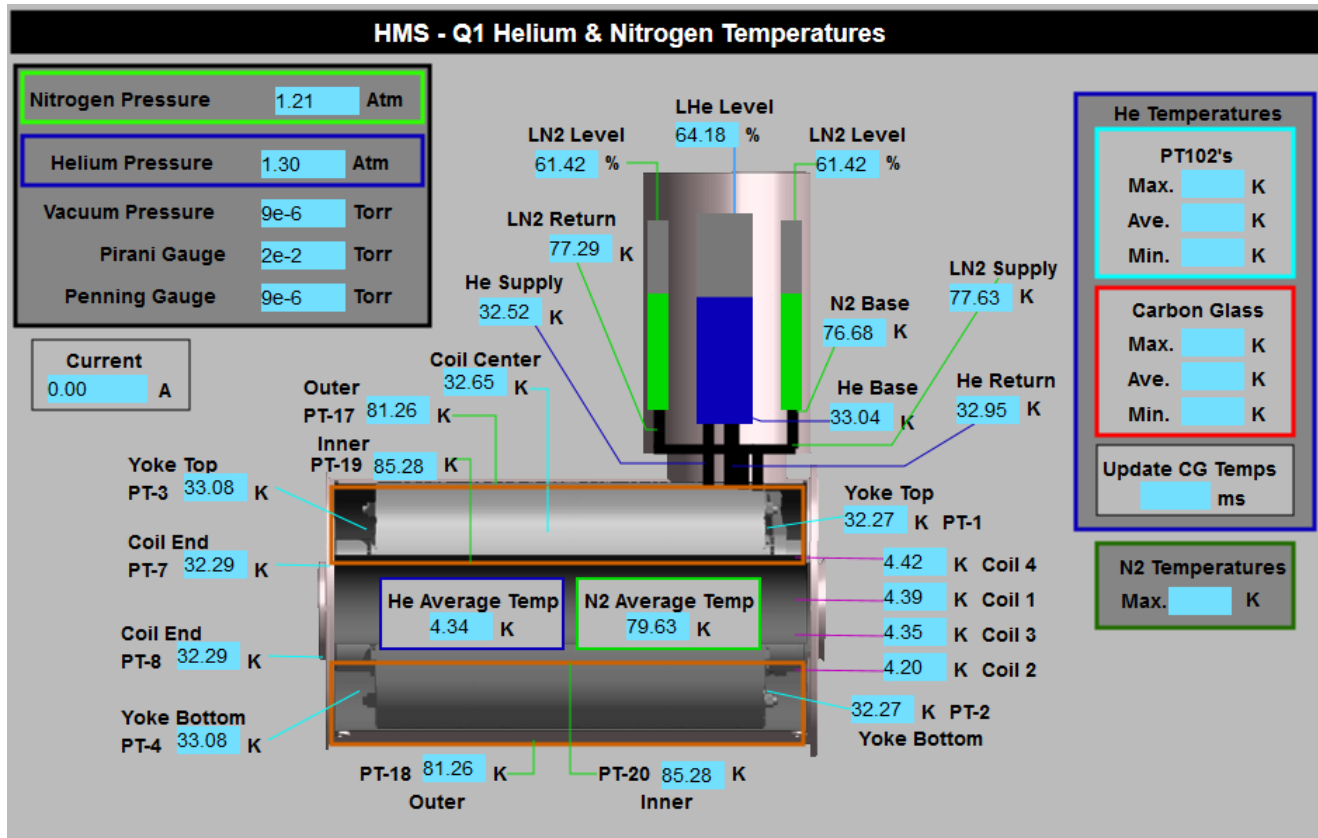 HMS - Q1 Helium & Nitrogen Temperatures
Nitrogen Pressure 1.21 Atm
Helium Pressure 1.30 Atm
Vacuum Pressure 9e-6 Torr
Pirani Gauge 2e-2 Torr
Penning Gauge 9e-6 Torr
Current
0.00 A
LHe Level
64.18 %
LN2 Level
61.42 %
LN2 Level
61.42 %
LN2 Return
77.29 K
He Supply
32.52 K
LN2 Supply
77.63 K
N2 Base
76.68 K
He Base
33.04 K
He Return
32.95 K
Coil Center
32.65 K
Outer
PT-17 81.26 K
Inner
PT-19 85.28 K
Yoke Top
PT-3 33.08 K
Coil End
PT-7 32.29 K
Coil End
PT-8 32.29 K
Yoke Bottom
PT-4 33.08 K
Yoke Top
32.27 K PT-1
4.42 K Coil 4
4.39 K Coil 1
4.35 K Coil 3
4.20 K Coil 2
32.27 K PT-2
Yoke Bottom
He Average Temp
4.34 K
N2 Average Temp
79.63 K
PT-18 81.26 K
Outer
PT-20 85.28 K
Inner
He Temperatures
PT102's
Max. K
Ave. K
Min. K
Carbon Glass
Max. K
Ave. K
Min. K
Update CG Temps
ms
N2 Temperatures
Max. K